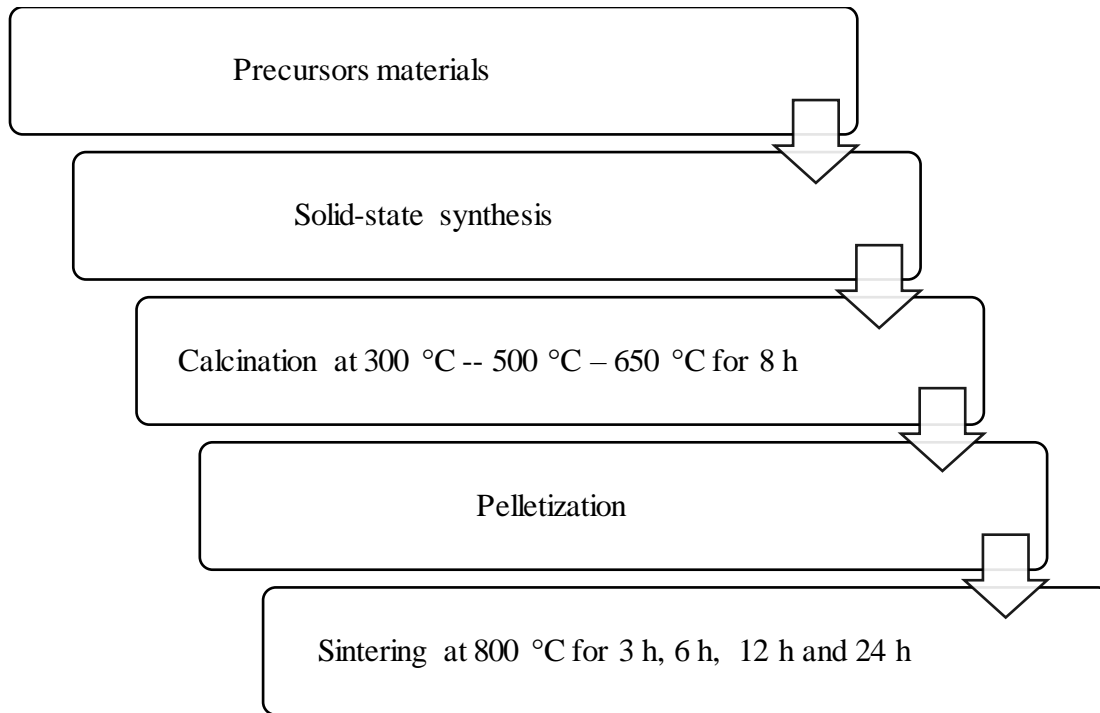 Precursors materials
Solid-state synthesis
Calcination at 300 °C -- 500 °C – 650 °C for 8 h
Pelletization
Sintering at 800 °C for 3 h, 6 h, 12 h and 24 h